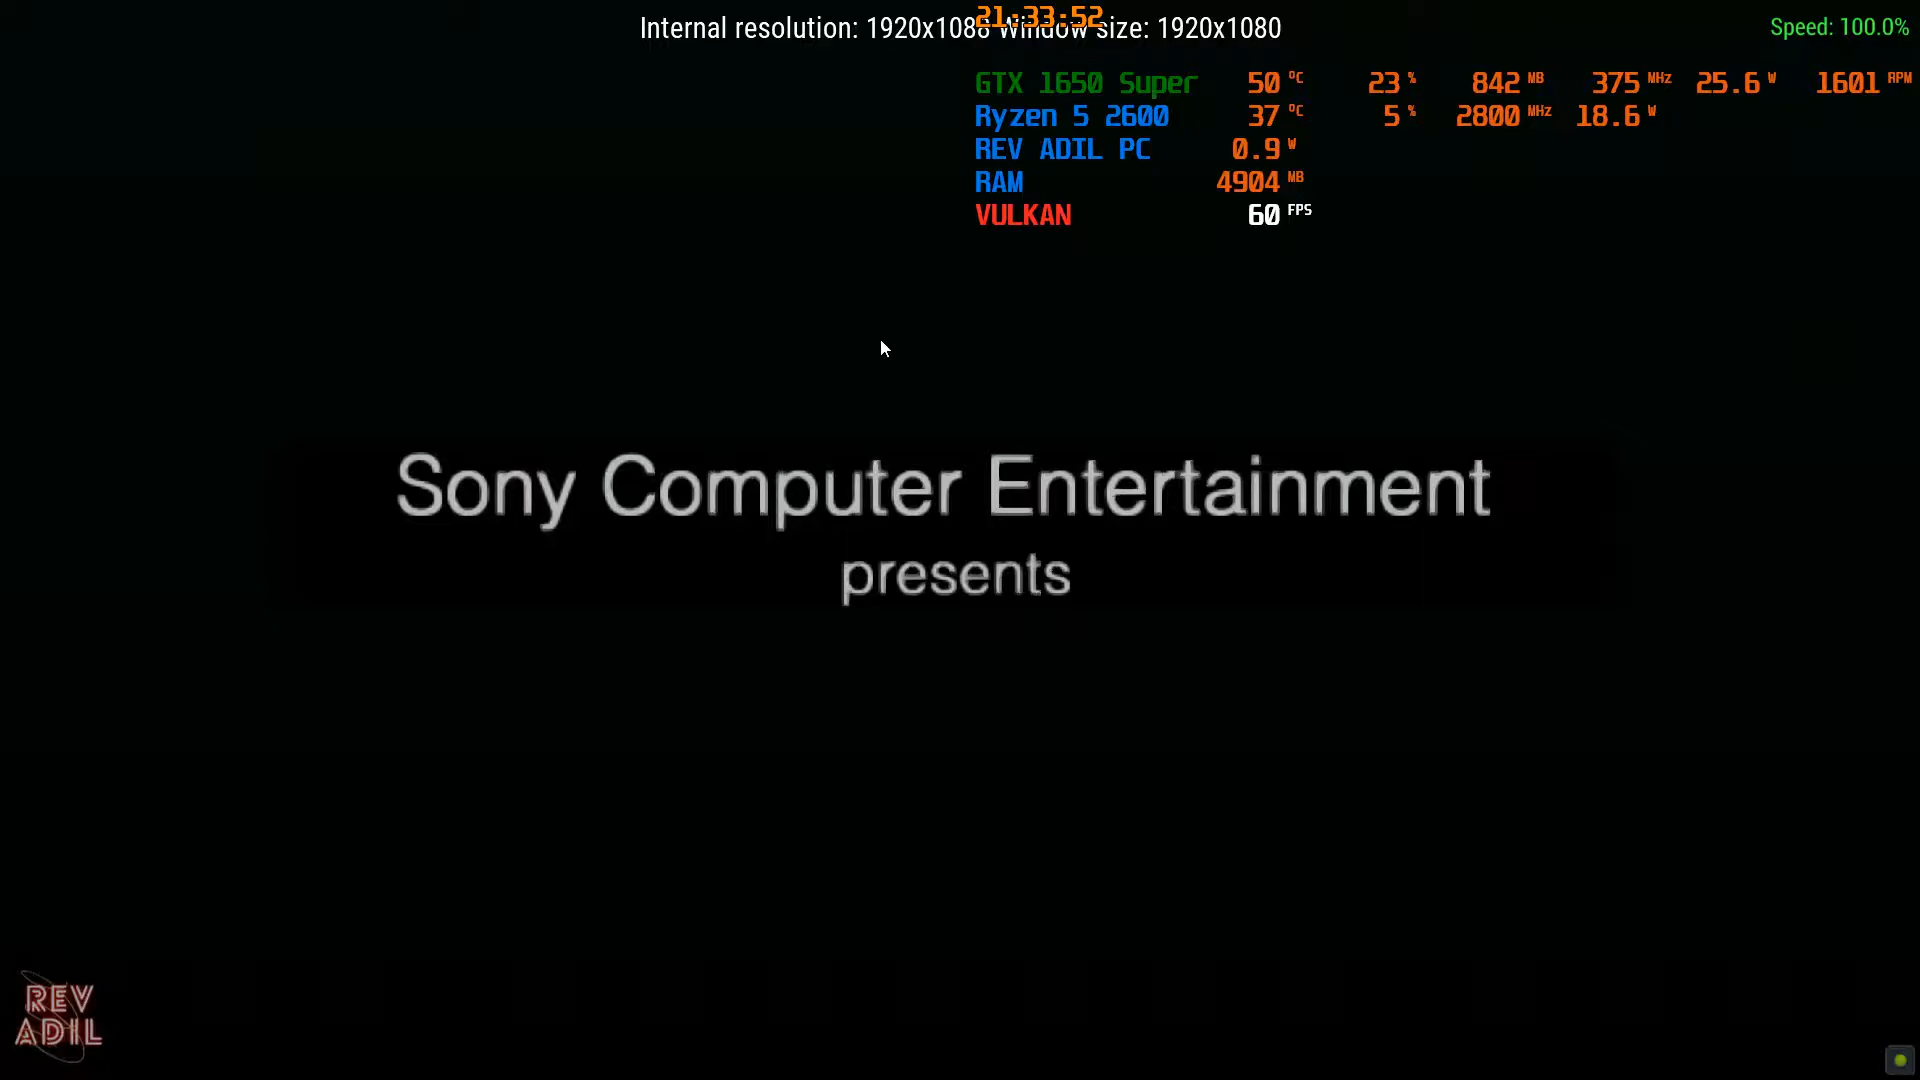 21:33:52
Internal resolution: 1920x1088 Window size: 1920x1080
Speed: 100.0%
GTX 1650 Super 50 °C 23 % 842 MB 375 MHz 25.6 W 1601 RPM
Ryzen 5 2600 37 °C 5 % 2800 MHz 18.6 W
REV ADIL PC 0.9 W
RAM 4904 MB
VULKAN 60 FPS
Sony Computer Entertainment
presents
REV
ADIL